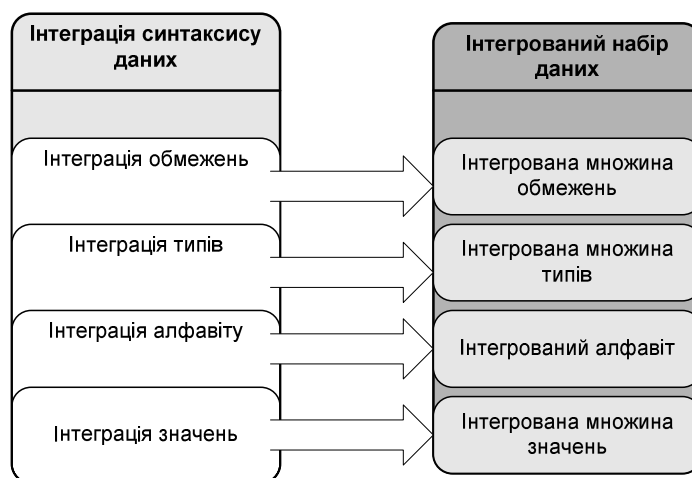 Інтеграція синтаксису
даних
Інтеграція обмежень
Інтеграція типів
Інтеграція алфавіту
Інтеграція значень
Інтегрований набір
даних
Інтегрована множина
обмежень
Інтегрована множина
типів
Інтегрований алфавіт
Інтегрована множина
значень